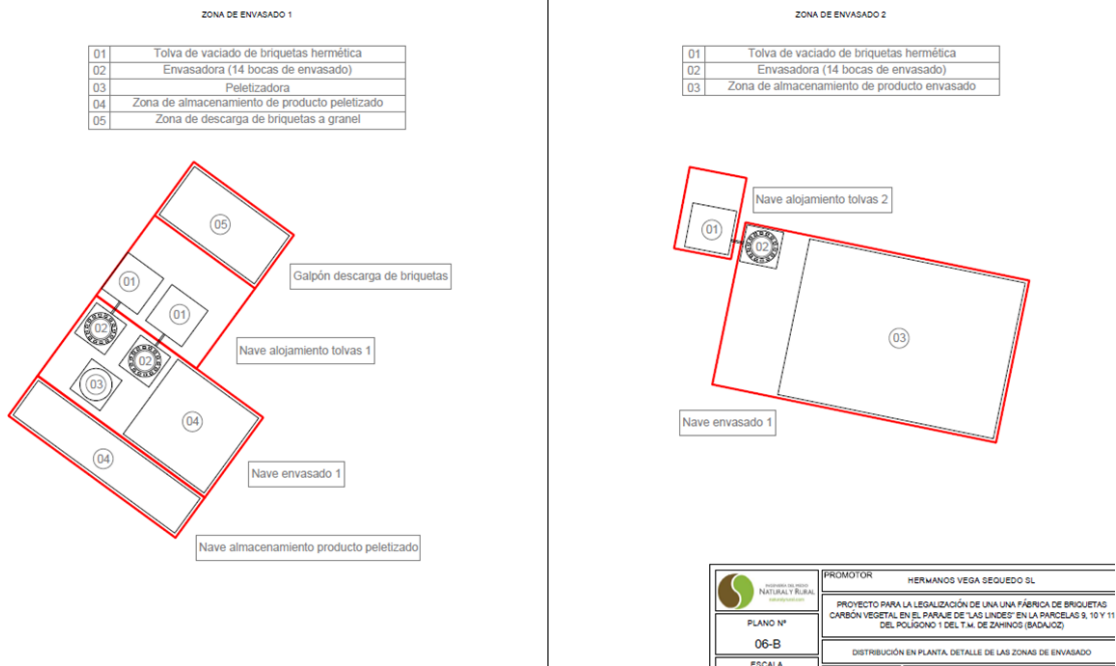 ZONA DE ENVASADO 1
01 Tolva de vaciado de briquetas hermética
02 Envasadora (14 bocas de envasado)
03 Peletizadora
04 Zona de almacenamiento de producto peletizado
05 Zona de descarga de briquetas a granel
05
Galpón descarga de briquetas
01
01
02
Nave alojamiento tolvas 1
02
03
04
04
Nave envasado 1
Nave almacenamiento producto peletizado
ZONA DE ENVASADO 2
01 Tolva de vaciado de briquetas hermética
02 Envasadora (14 bocas de envasado)
03 Zona de almacenamiento de producto envasado
Nave alojamiento tolvas 2
01
02
03
Nave envasado 1
NATURAL Y RURAL
PROMOTOR
HERMANOS VEGA SEQUEDO SL
PROYECTO PARA LA LEGALIZACIÓN DE UNA UNA FÁBRICA DE BRIQUETAS
CARBÓN VEGETAL EN EL PARAJE DE "LAS LINDES" EN LA PARCELAS 9, 10 Y 11
DEL POLÍGONO 1 DEL T.M. DE ZAHINOS (BADAJOZ)
PLANO Nº
06-B
DISTRIBUCIÓN EN PLANTA, DETALLE DE LAS ZONAS DE ENVASADO
ESCALA